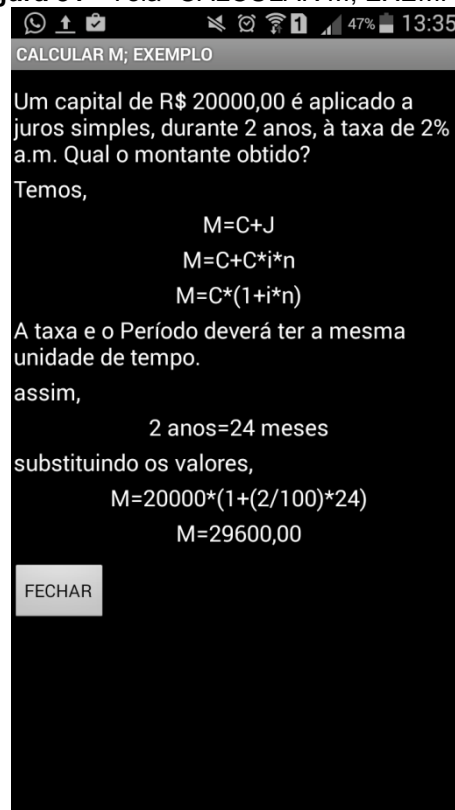 1 47% 13:35
CALCULAR M; EXEMPLO
Um capital de R$ 20000,00 é aplicado a
juros simples, durante 2 anos, à taxa de 2%
a.m. Qual o montante obtido?
Temos,
M=C+J
M=C+C*i*n
M=C*(1+i*n)
A taxa e o Período deverá ter a mesma
unidade de tempo.
assim,
2 anos=24 meses
substituindo os valores,
M=20000*(1+(2/100)*24)
M=29600,00
FECHAR